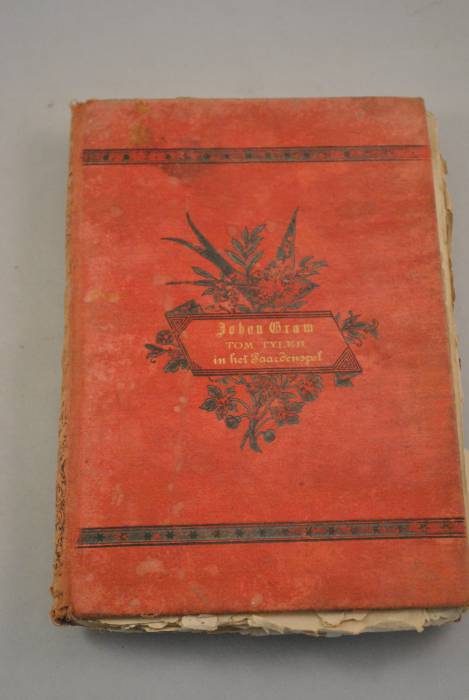 Johan Gram
TOM TYLER
in het Paardenspel